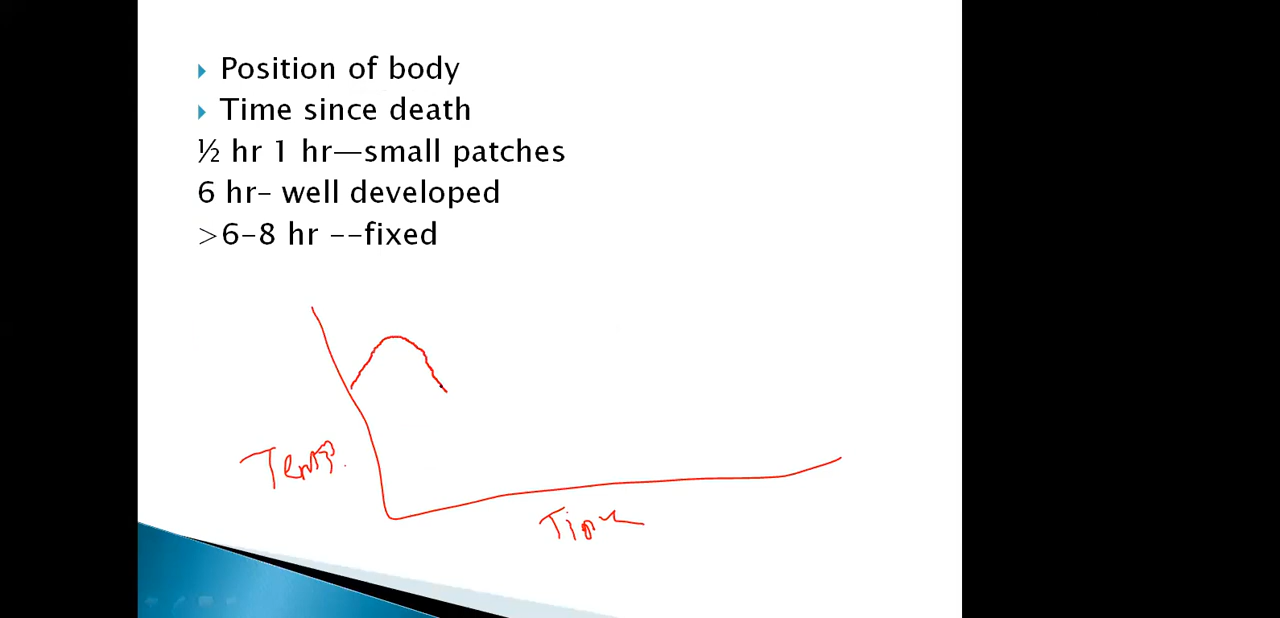 Position of body
Time since death
½ hr 1 hr—small patches
6 hr– well developed
>6–8 hr --fixed
Temp.
Time